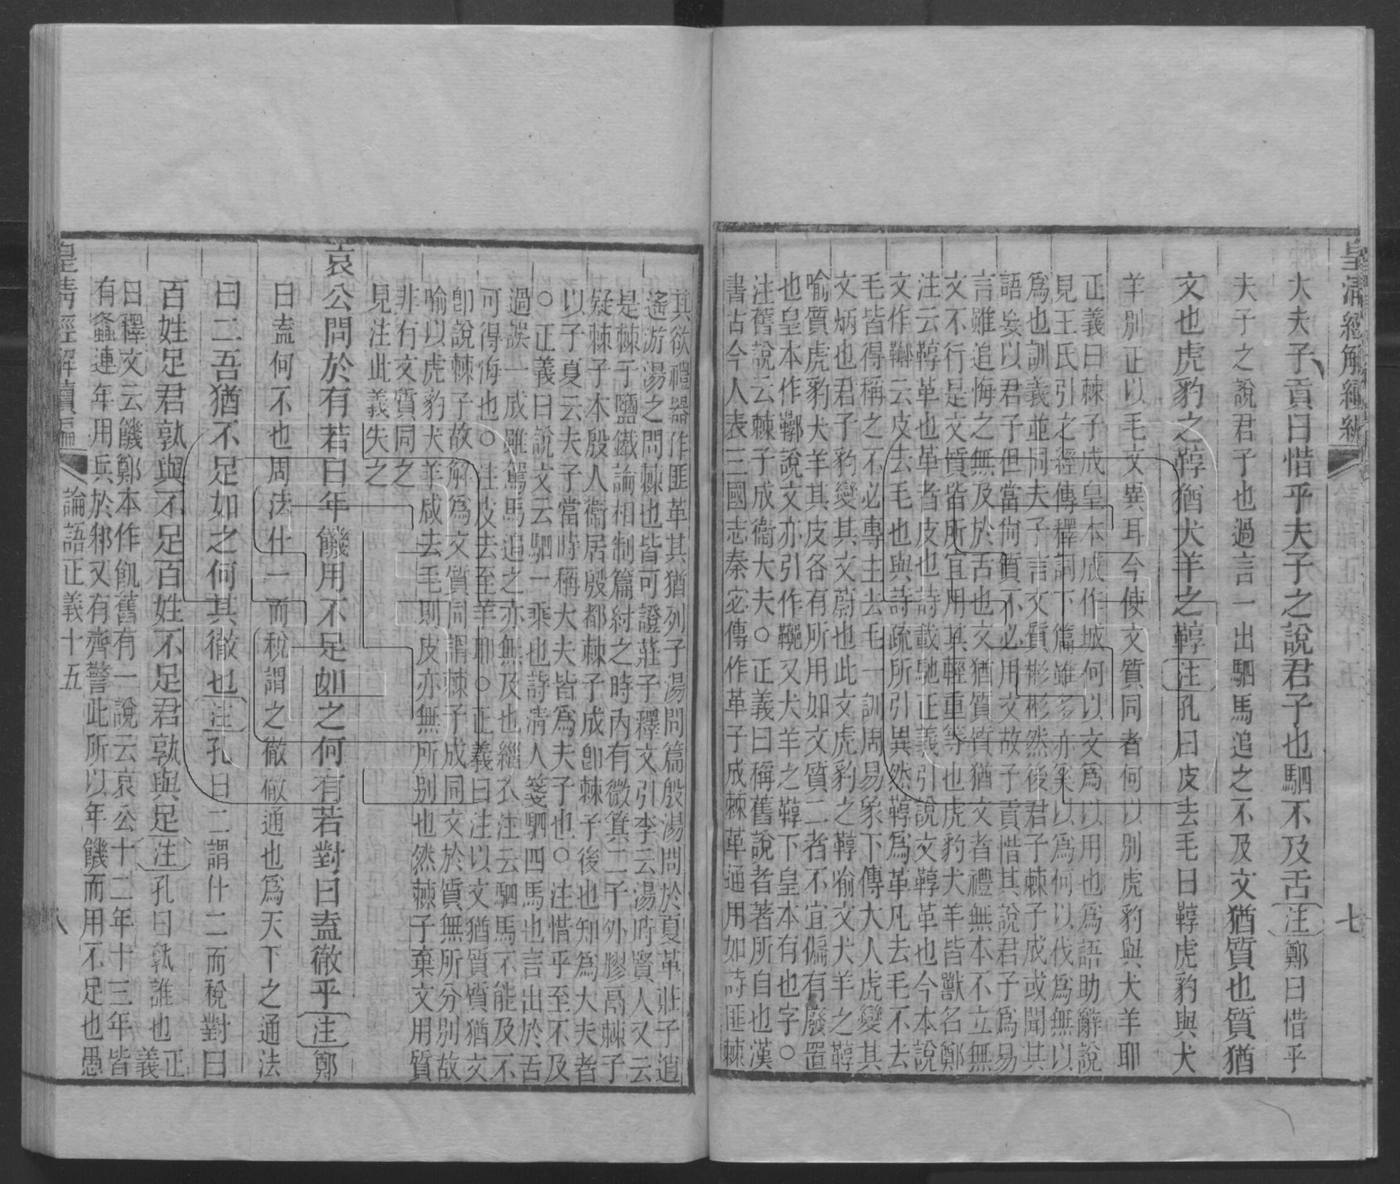 皇清經解續編
七
大夫子貢曰惜乎夫子之說君子也駟不及舌注鄭曰惜乎
夫子之說君子也過言一出駟馬追之不及文猶質也質猶
文也虎豹之鞟猶犬羊之鞟注孔曰皮去毛曰鞟虎豹與犬
羊別正以毛文異耳今使文質同者何以別虎豹與犬羊耶
正義曰棘子成皇本成作城何以文爲以用也爲語助辭說
見王氏引之經傳釋詞下篇雖多亦奚以爲何以伐爲無以
爲也訓義並同夫子言文質彬彬然後君子棘子成或聞其
語妄以君子但當尙質不必用文故子貢惜其說君子爲易
言雖追悔之無及於舌也文猶質質猶文者禮無本不立無
文不行是文質皆所宜用其輕重等也虎豹犬羊皆獸名鄭
注云鞟革也革者皮也詩載馳正義引說文鞟革也今本說
文作鞹云皮去毛也與詩疏所引異然鞟爲革凡去毛不去
毛皆得稱之不必專主去毛一訓周易象下傳大人虎變其
文炳也君子豹變其文蔚也此文虎豹之鞟喻文犬羊之鞟
喻質虎豹犬羊其皮各有所用如文質二者不宜偏有廢置
也皇本作鞹說文亦引作鞹又犬羊之鞟下皇本有也字○
注舊說云棘子成衞大夫○正義曰稱舊說者著所自也漢
書古今人表三國志秦宓傳作革子成棘革通用如詩匪棘
其欲禮器作匪革其猶列子湯問篇殷湯問於夏革莊子逍
遙游湯之問棘也皆可證莊子釋文引李云湯時賢人又云
是棘子鹽鐵論相制篇紂之時內有微箕二子外膠鬲棘子
疑棘子本殷人衞居殷都棘子成卽棘子後也知爲大夫者
以子夏云夫子當時稱大夫皆爲夫子也○注惜乎至不及
○正義曰說文云駟一乘也詩淸人箋駟四馬也言出於舌
過誤一成雖駕馬追之亦無及也緇衣注云駟馬不能及不
可得悔也○注皮去至羊耶○正義曰注以文猶質質猶文
卽說棘子故解爲文質同謂棘子成同文於質無所分別故
喻以虎豹犬羊咸去毛則皮亦無所別也然棘子棄文用質
非有文質同之
見注此義失之
哀公問於有若曰年饑用不足如之何有若對曰盍徹乎注鄭
曰盍何不也周法什一而稅謂之徹徹通也爲天下之通法
曰二吾猶不足如之何其徹也注孔曰二謂什二而稅對曰
百姓足君孰與不足百姓不足君孰與足注孔曰孰誰也正義
曰釋文云饑鄭本作飢舊有一說云哀公十二年十三年皆
有螽連年用兵於邾又有齊警此所以年饑而用不足也愚
皇淸經解續編
論語正義十五
八